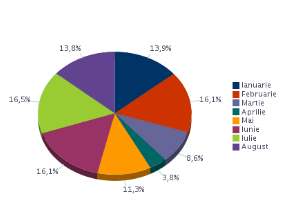 13,8%
13,9%
16,5%
16,1%
Ianuarie
Februarie
Martie
Aprilie
Mai
Iunie
Iulie
August
8,6%
16,1%
3,8%
11,3%